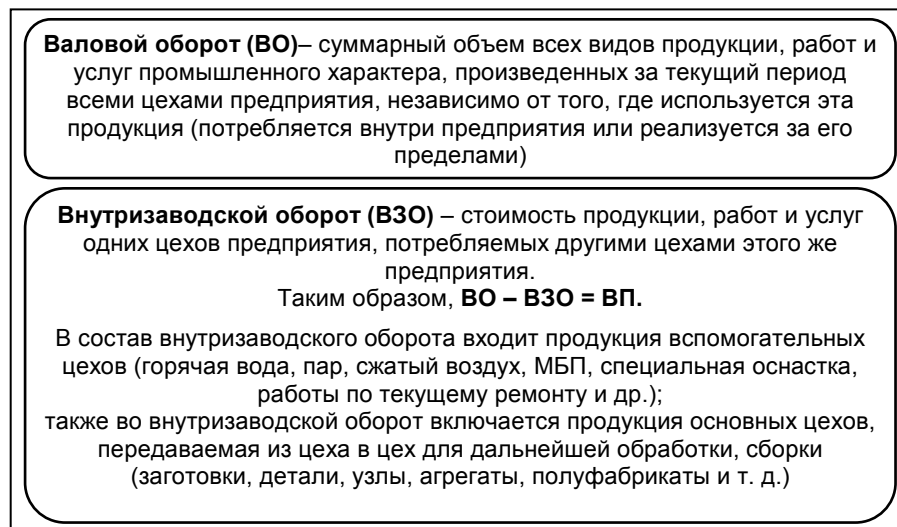 Валовой оборот (ВО)– суммарный объем всех видов продукции, работ и
услуг промышленного характера, произведенных за текущий период
всеми цехами предприятия, независимо от того, где используется эта
продукция (потребляется внутри предприятия или реализуется за его
пределами)
Внутризаводской оборот (ВЗО) – стоимость продукции, работ и услуг
одних цехов предприятия, потребляемых другими цехами этого же
предприятия.
Таким образом, ВО – ВЗО = ВП.
В состав внутризаводского оборота входит продукция вспомогательных
цехов (горячая вода, пар, сжатый воздух, МБП, специальная оснастка,
работы по текущему ремонту и др.);
также во внутризаводской оборот включается продукция основных цехов,
передаваемая из цеха в цех для дальнейшей обработки, сборки
(заготовки, детали, узлы, агрегаты, полуфабрикаты и т. д.)